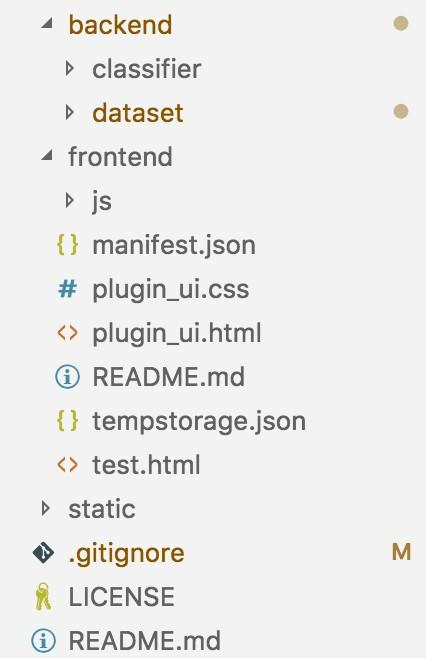 backend
classifier
dataset
frontend
js
{} manifest.json
# plugin_ui.css
<> plugin_ui.html
README.md
{} tempstorage.json
<> test.html
static
.gitignore M
LICENSE
README.md